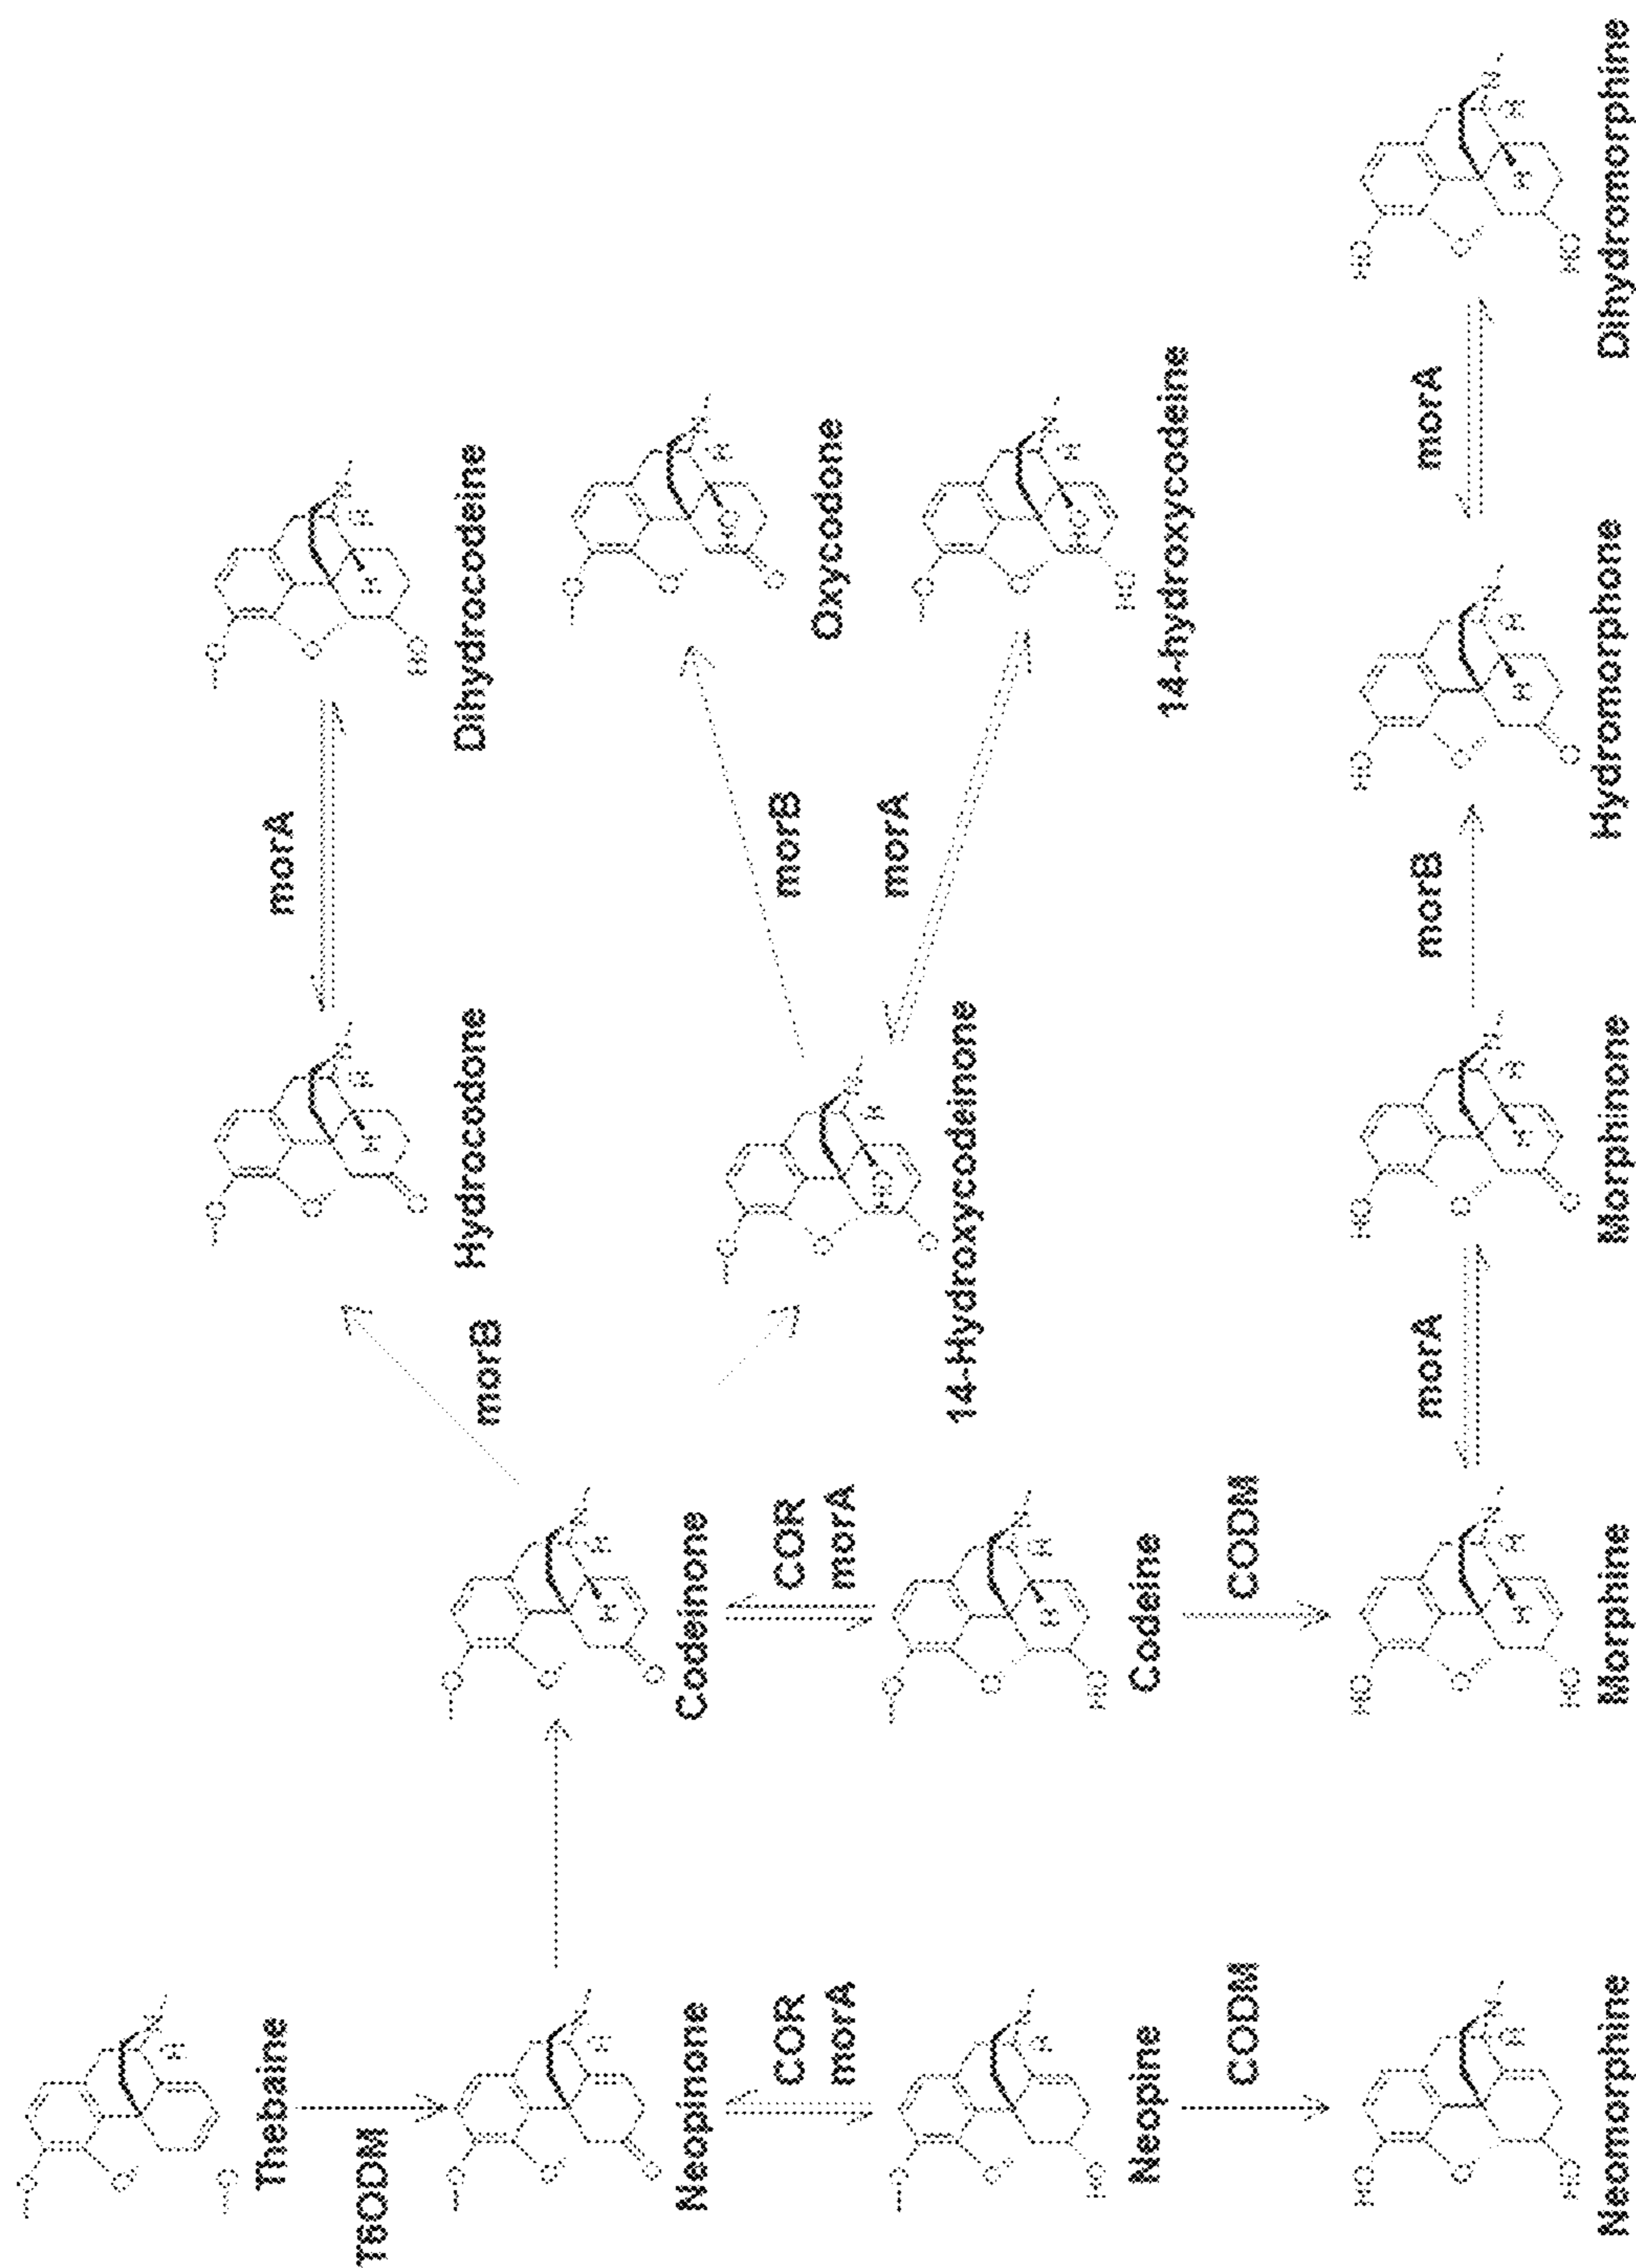 Thebaine
morA
T6ODM
Hydrocodone
Dihydrocodeine
morB
Neopinone
Codeinone
COR
morA
COR
morA
morB
Oxycodone
morA
14-Hydroxycodeinone
Neopine
Codeine
14-hydroxycodeine
CODM
CODM
morA
morB
morA
Neomorphine
Morphine
Morphinone
Hydromorphone
Dihydromorphine